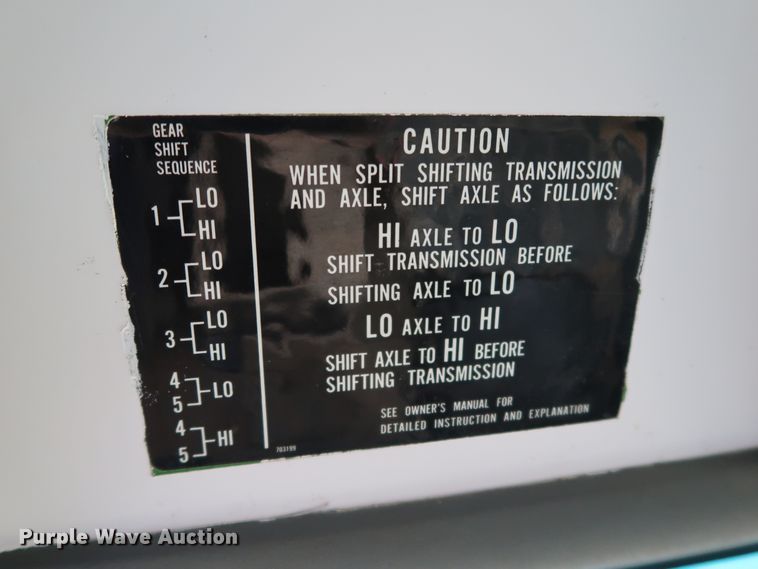 GEAR
SHIFT
SEQUENCE
1 LO
HI
2 LO
HI
3 LO
HI
4
5 LO
4
5 HI
CAUTION
WHEN SPLIT SHIFTING TRANSMISSION
AND AXLE, SHIFT AXLE AS FOLLOWS:
HI AXLE TO LO
SHIFT TRANSMISSION BEFORE
SHIFTING AXLE TO LO
LO AXLE TO HI
SHIFT AXLE TO HI BEFORE
SHIFTING TRANSMISSION
SEE OWNER'S MANUAL FOR
DETAILED INSTRUCTION AND EXPLANATION
703199
Purple Wave Auction